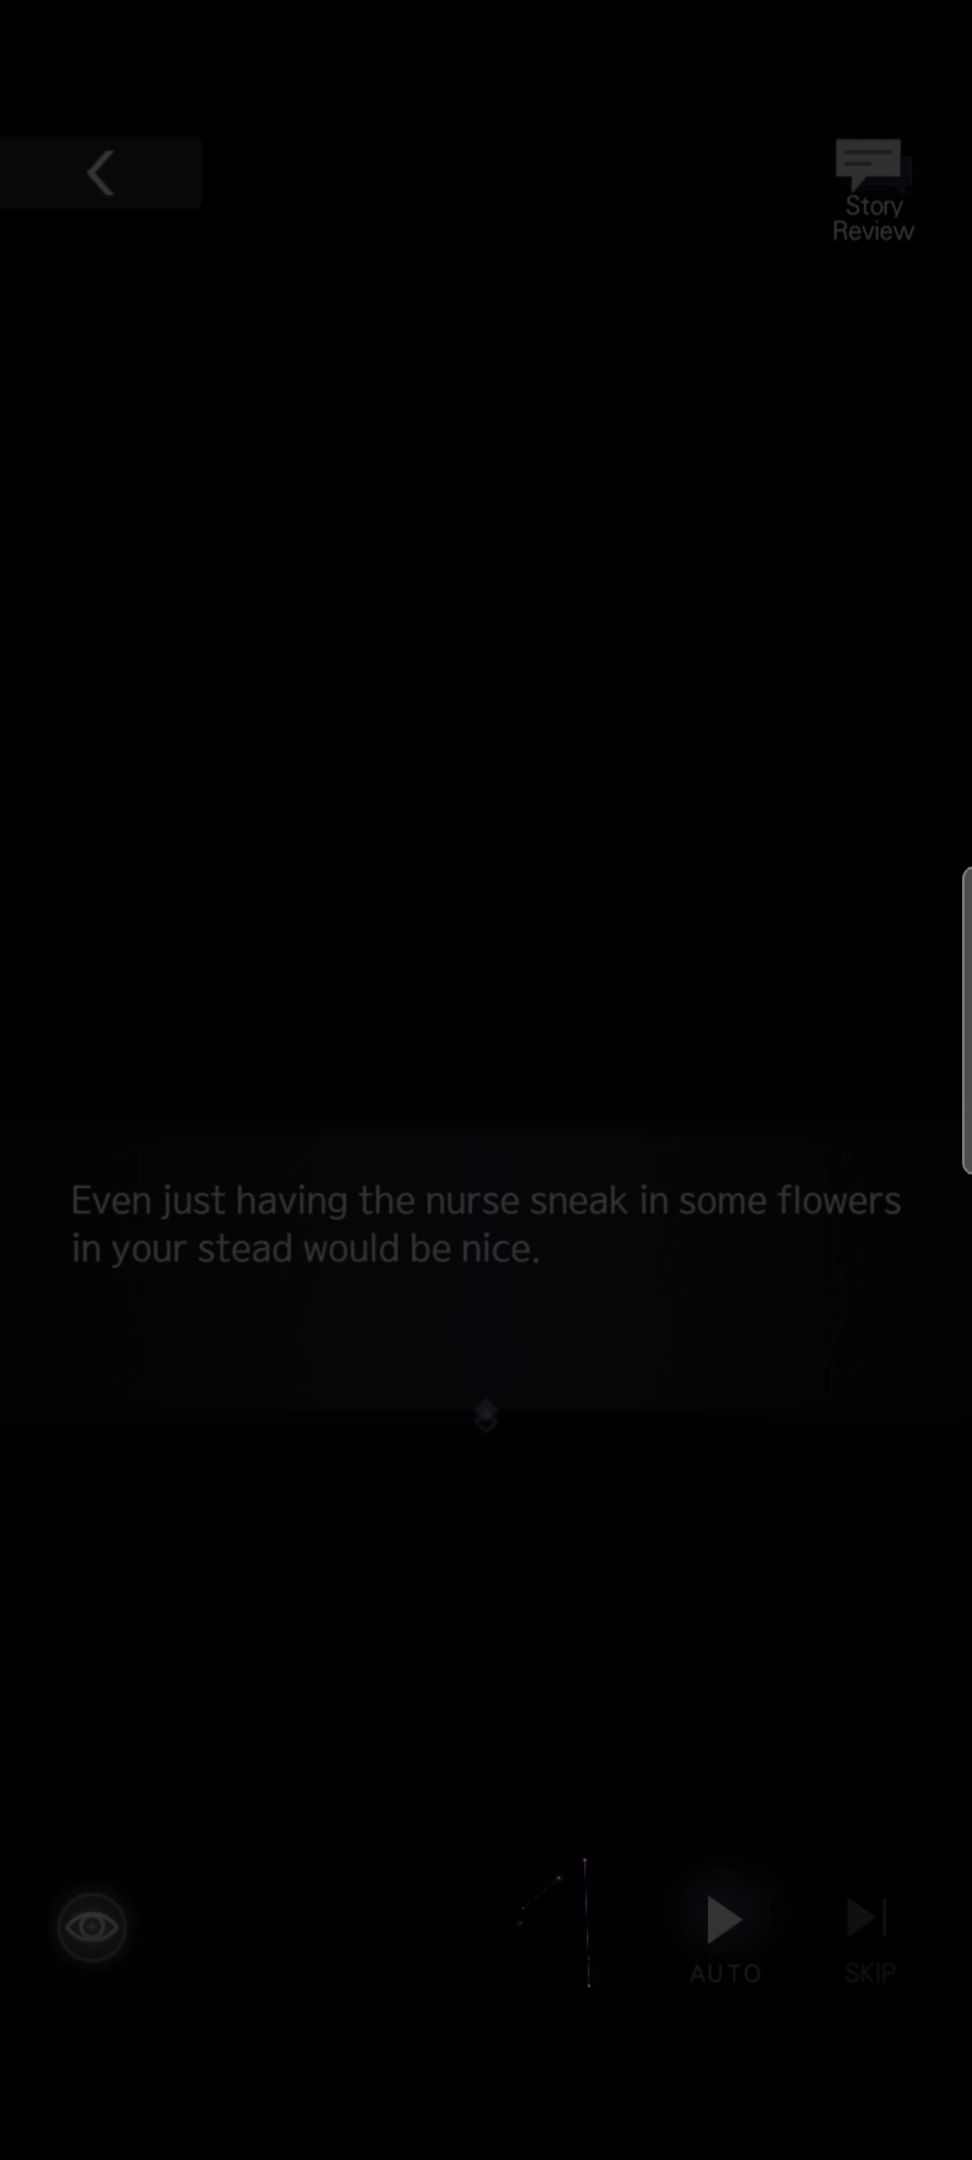 Story
Review
Even just having the nurse sneak in some flowers
in your stead would be nice.
AUTO
SKIP